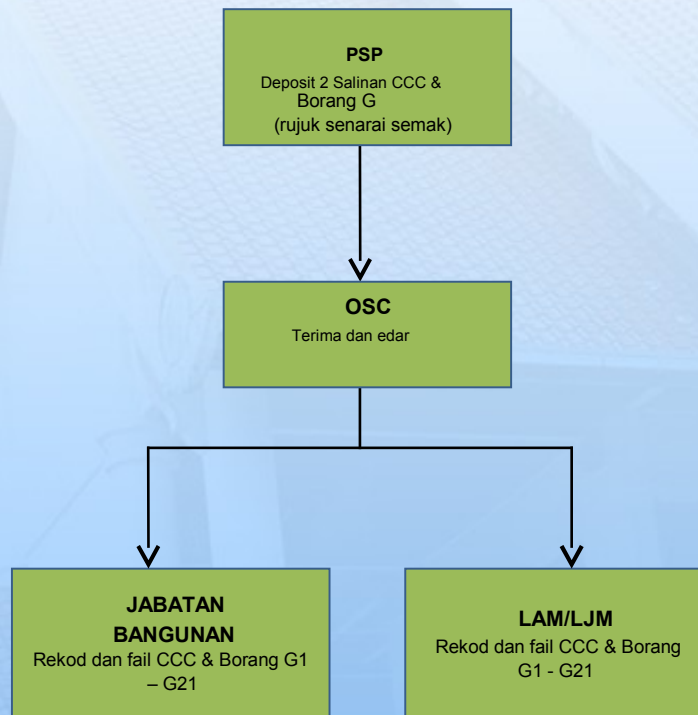 PSP
Deposit 2 Salinan CCC &
Borang G
(rujuk senarai semak)
OSC
Terima dan edar
JABATAN
BANGUNAN
Rekod dan fail CCC & Borang G1
– G21
LAM/LJM
Rekod dan fail CCC & Borang
G1 - G21